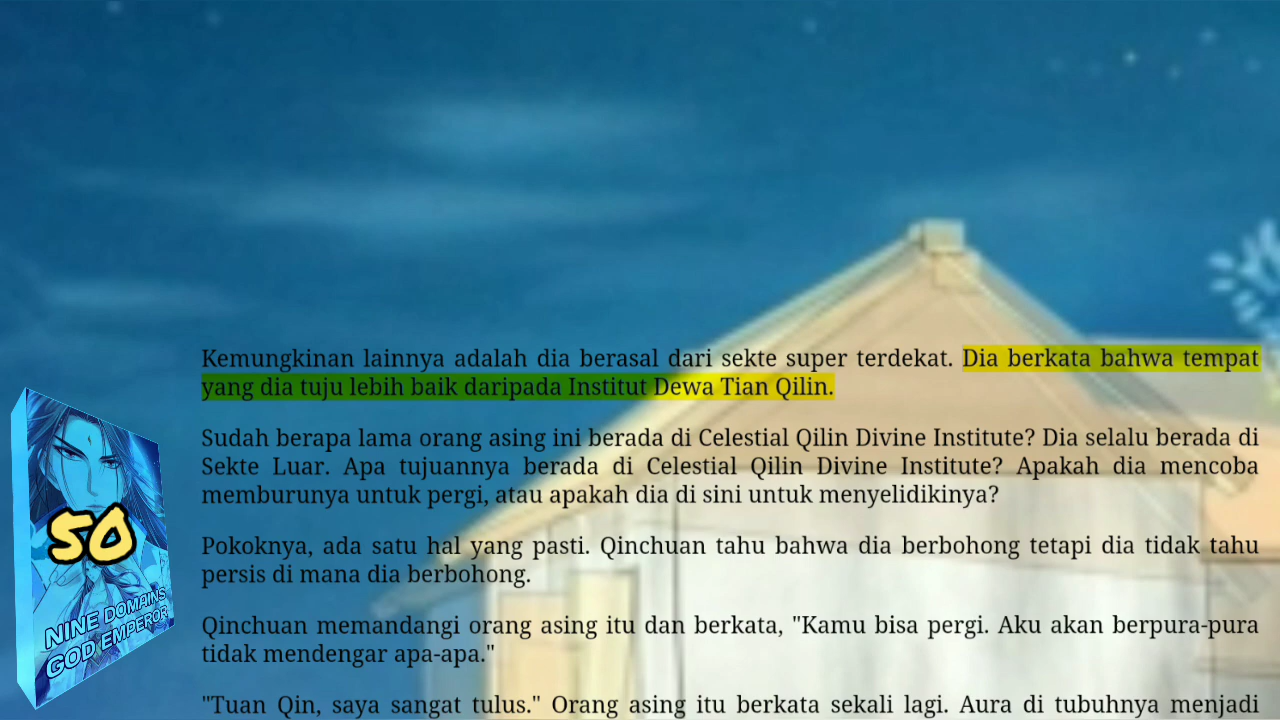 Kemungkinan lainnya adalah dia berasal dari sekte super terdekat. Dia berkata bahwa tempat
yang dia tuju lebih baik daripada Institut Dewa Tian Qilin.
Sudah berapa lama orang asing ini berada di Celestial Qilin Divine Institute? Dia selalu berada di
Sekte Luar. Apa tujuannya berada di Celestial Qilin Divine Institute? Apakah dia mencoba
memburunya untuk pergi, atau apakah dia di sini untuk menyelidikinya?
Pokoknya, ada satu hal yang pasti. Qinchuan tahu bahwa dia berbohong tetapi dia tidak tahu
persis di mana dia berbohong.
Qinchuan memandangi orang asing itu dan berkata, "Kamu bisa pergi. Aku akan berpura-pura
tidak mendengar apa-apa."
"Tuan Qin, saya sangat tulus." Orang asing itu berkata sekali lagi. Aura di tubuhnya menjadi
50
NINE DOMAINS
GOD EMPEROR